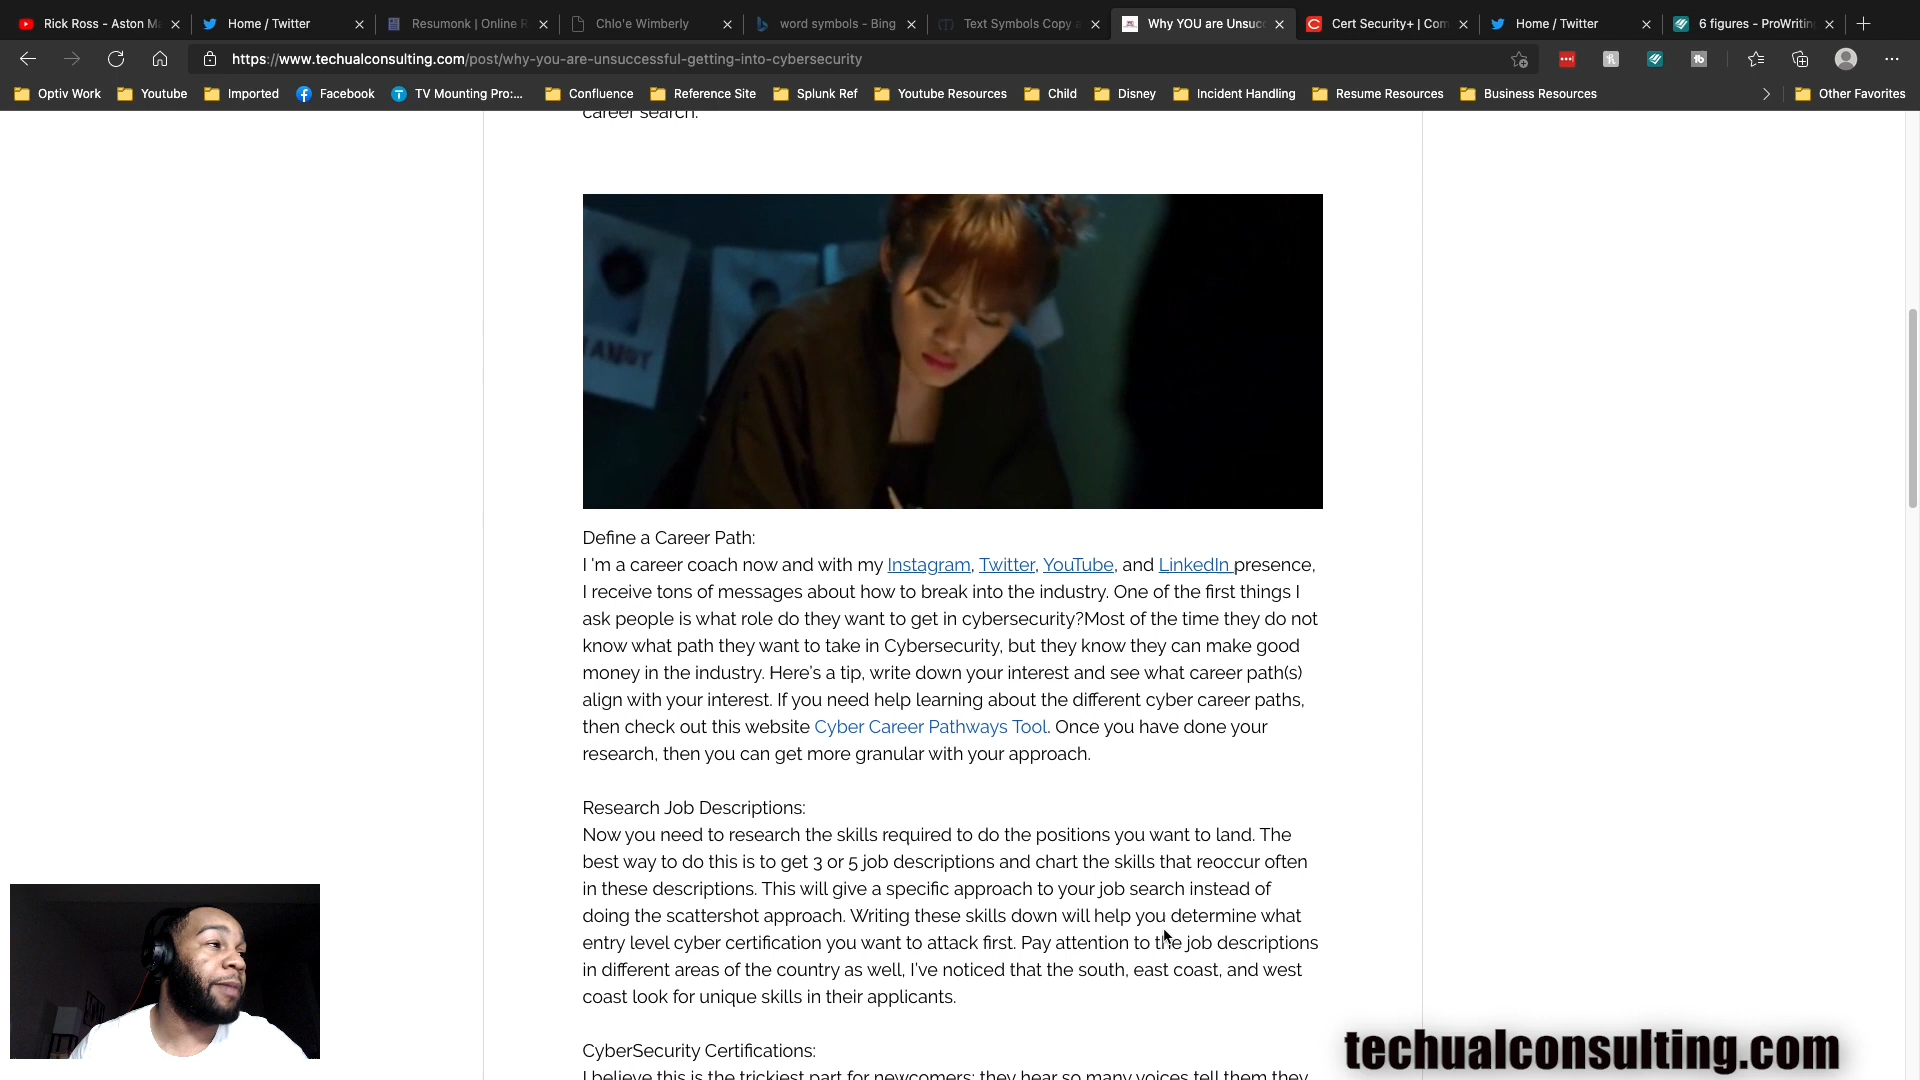 Rick Ross - Aston M
Home / Twitter
Resumonk | Online R
Chlo'e Wimberly
word symbols - Bing
Text Symbols Copy a
Why YOU are Unsuc
Cert Security+ | Com
Home / Twitter
6 figures - ProWritin
https://www.techualconsulting.com/post/why-you-are-unsuccessful-getting-into-cybersecurity
Optiv Work
Youtube
Imported
Facebook
TV Mounting Pro:...
Confluence
Reference Site
Splunk Ref
Youtube Resources
Child
Disney
Incident Handling
Resume Resources
Business Resources
Other Favorites
career search.
Define a Career Path:
I 'm a career coach now and with my Instagram, Twitter, YouTube, and LinkedIn presence,
I receive tons of messages about how to break into the industry. One of the first things I
ask people is what role do they want to get in cybersecurity?Most of the time they do not
know what path they want to take in Cybersecurity, but they know they can make good
money in the industry. Here's a tip, write down your interest and see what career path(s)
align with your interest. If you need help learning about the different cyber career paths,
then check out this website Cyber Career Pathways Tool. Once you have done your
research, then you can get more granular with your approach.
Research Job Descriptions:
Now you need to research the skills required to do the positions you want to land. The
best way to do this is to get 3 or 5 job descriptions and chart the skills that reoccur often
in these descriptions. This will give a specific approach to your job search instead of
doing the scattershot approach. Writing these skills down will help you determine what
entry level cyber certification you want to attack first. Pay attention to the job descriptions
in different areas of the country as well, I've noticed that the south, east coast, and west
coast look for unique skills in their applicants.
CyberSecurity Certifications:
I believe this is the trickiest part for newcomers; they hear so many voices tell them they
techualconsulting.com